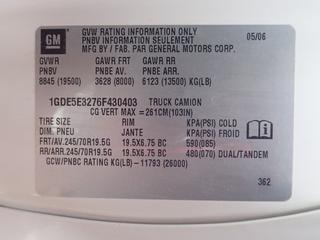 GM
GVW RATING INFORMATION ONLY 05/06
PNBV INFORMATION SEULEMENT
MFG BY / FAB. PAR GENERAL MOTORS CORP.
GVWR GAWR FRT GAWR RR
PNBV PNBE AV. PNBE AR.
8845 (19500) 3628 (8000) 6123 (13500) KG(LB)
1GDE5E3276F430403 TRUCK CAMION
CG VERT MAX =261CM(103IN)
TIRE SIZE RIM KPA(PSI) COLD
DIM. PNEU JANTE KPA(PSI) FROID
FRT/AV.245/70R19.5G 19.5X6.75 BC 590(085)
RR/ARR.245/70R19.5G 19.5X6.75 BC 480(070) DUAL/TANDEM
GCW/PNBC RATING KG(LB)-11793 (26000)
362